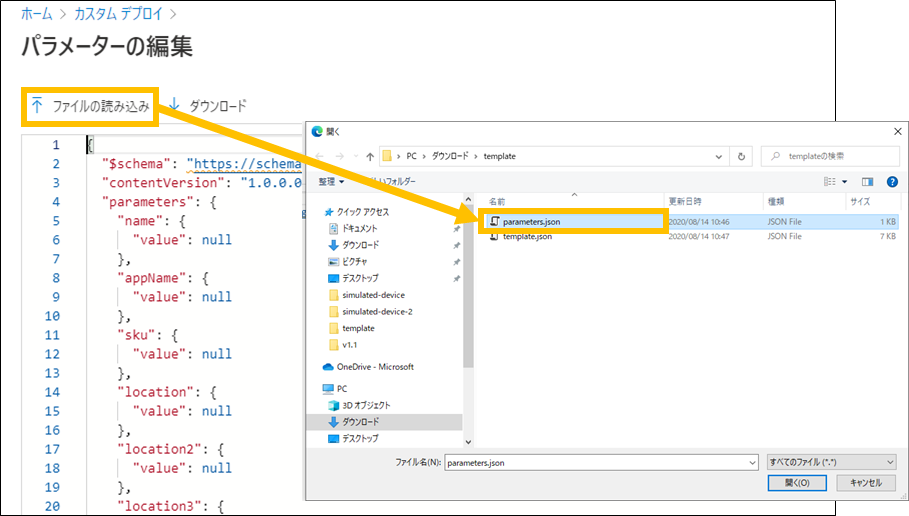 ホーム > カスタム デプロイ >
パラメーターの編集
ファイルの読み込み ダウンロード
1 {
2 "$schema": "https://schema
3 "contentVersion": "1.0.0.0
4 "parameters": {
5 "name": {
6 "value": null
7 },
8 "appName": {
9 "value": null
10 },
11 "sku": {
12 "value": null
13 },
14 "location": {
15 "value": null
16 },
17 "location2": {
18 "value": null
19 },
20 "location3": {
開く
PC > ダウンロード > template
templateの検索
整理 いフォルダー
名前 更新日時 種類 サイズ
parameters.json 2020/08/14 10:46 JSON File 1 KB
template.json 2020/08/14 10:47 JSON File 7 KB
クイック アクセス
ドキュメント
ダウンロード
ピクチャ
デスクトップ
simulated-device
simulated-device-2
template
v1.1
OneDrive - Microsoft
PC
3D オブジェクト
ダウンロード
デスクトップ
ファイル名(N): parameters.json すべてのファイル (*.*)
開く(O) キャンセル